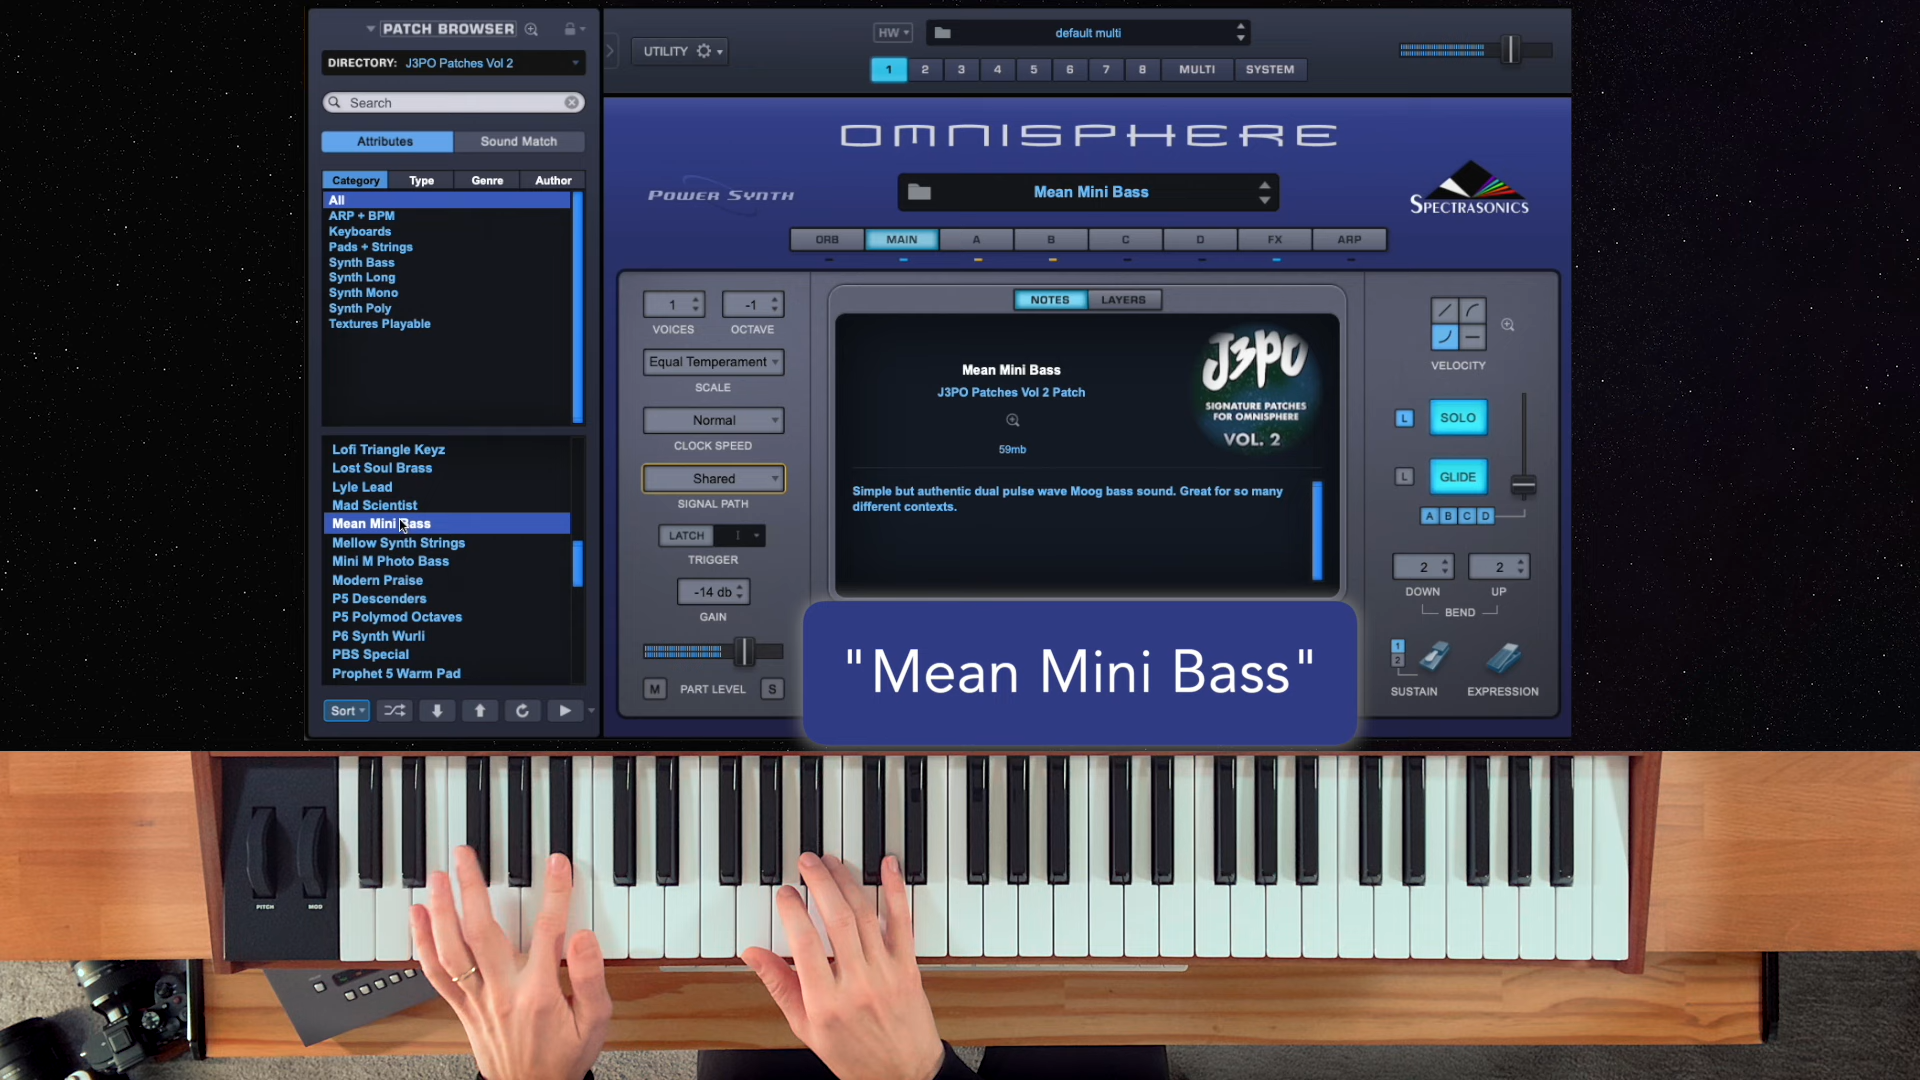 PATCH BROWSER
DIRECTORY: J3PO Patches Vol 2
Search
Attributes
Sound Match
Category
Type
Genre
Author
All
ARP + BPM
Keyboards
Pads + Strings
Synth Bass
Synth Long
Synth Mono
Synth Poly
Textures Playable
Lofi Triangle Keyz
Lost Soul Brass
Lyle Lead
Mad Scientist
Mean Mini Bass
Mellow Synth Strings
Mini M Photo Bass
Modern Praise
P5 Descenders
P5 Polymod Octaves
P6 Synth Wurli
PBS Special
Prophet 5 Warm Pad
Sort
UTILITY
HW
default multi
1 2 3 4 5 6 7 8 MULTI SYSTEM
OMNISPHERE
POWER SYNTH
Mean Mini Bass
SPECTRASONICS
ORB MAIN A B C D FX ARP
1
VOICES
-1
OCTAVE
Equal Temperament
SCALE
Normal
CLOCK SPEED
Shared
SIGNAL PATH
LATCH
TRIGGER
-14 db
GAIN
M PART LEVEL S
NOTES LAYERS
Mean Mini Bass
J3PO Patches Vol 2 Patch
59mb
J3PO
SIGNATURE PATCHES
FOR OMNISPHERE
VOL. 2
Simple but authentic dual pulse wave Moog bass sound. Great for so many
different contexts.
VELOCITY
L SOLO
L GLIDE
A B C D
2
DOWN
2
UP
BEND
1
2
SUSTAIN
EXPRESSION
"Mean Mini Bass"
PITCH
MOD